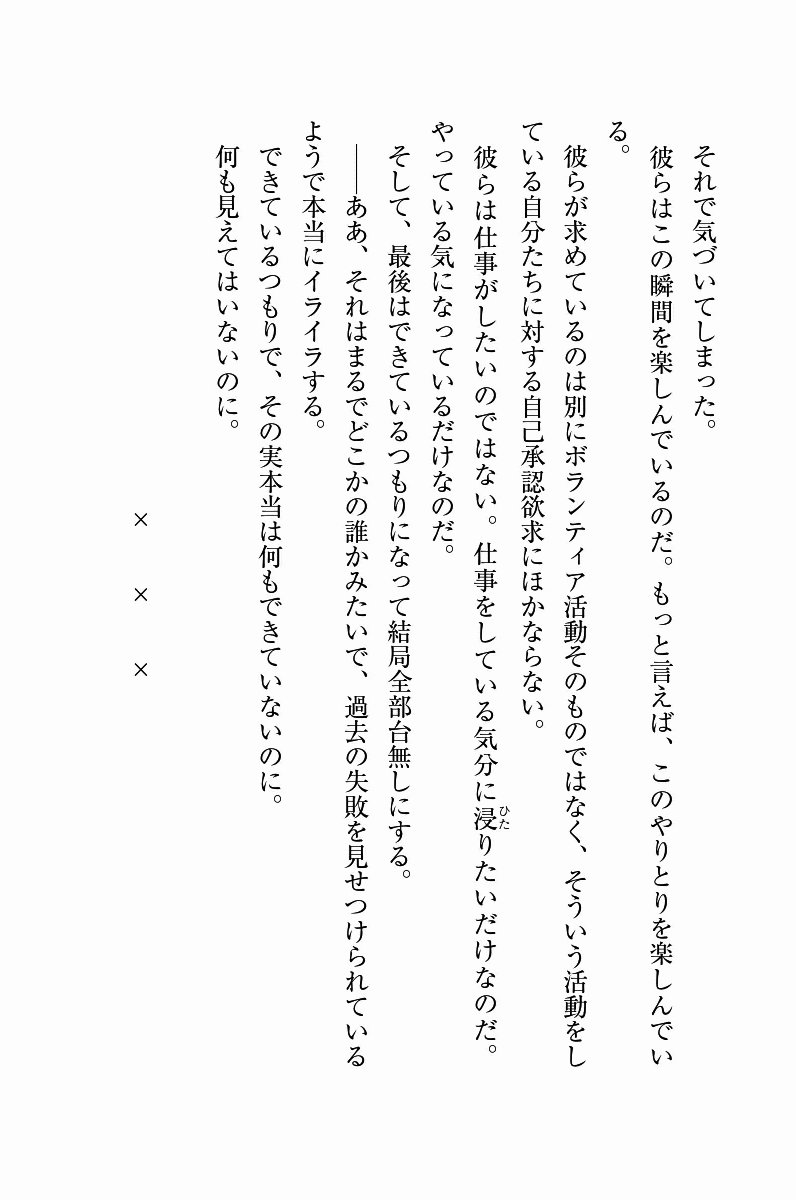 それで気づいてしまった。
彼らはこの瞬間を楽しんでいるのだ。もっと言えば、このやりとりを楽しんでい
る。
彼らが求めているのは別にボランティア活動そのものではなく、そういう活動をし
ている自分たちに対する自己承認欲求にほかならない。
彼らは仕事がしたいのではない。仕事をしている気分に浸りたいだけなのだ。
ひた
やっている気になっているだけなのだ。
そして、最後はできているつもりになって結局全部台無しにする。
――ああ、それはまるでどこかの誰かみたいで、過去の失敗を見せつけられている
ようで本当にイライラする。
できているつもりで、その実本当は何もできていないのに。
何も見えてはいないのに。
× × ×